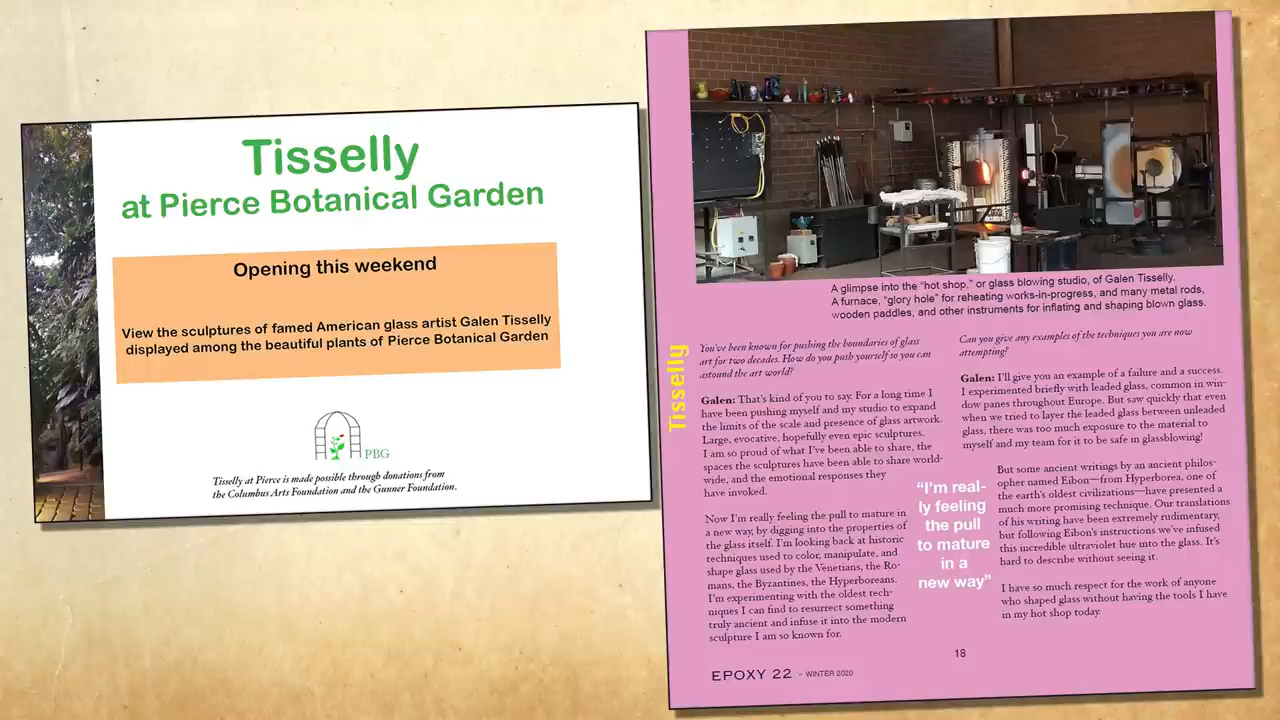 Tisselly
at Pierce Botanical Garden
Opening this weekend
View the sculptures of famed American glass artist Galen Tisselly
displayed among the beautiful plants of Pierce Botanical Garden
PBG
Tisselly at Pierce is made possible through donations from
the Columbus Arts Foundation and the Gunner Foundation.
A glimpse into the "hot shop," or glass blowing studio, of Galen Tisselly.
A furnace, "glory hole" for reheating works-in-progress, and many metal rods,
wooden paddles, and other instruments for inflating and shaping blown glass.
Tisselly
You've been known for pushing the boundaries of glass
art for two decades. How do you push yourself so you can
astound the art world?
Galen: That's kind of you to say. For a long time I
have been pushing myself and my studio to expand
the limits of the scale and presence of glass artwork.
Large, evocative, hopefully even epic sculptures.
I am so proud of what I've been able to share, the
spaces the sculptures have been able to share world-
wide, and the emotional responses they
have invoked.
Now I'm really feeling the pull to mature in
a new way, by digging into the properties of
the glass itself. I'm looking back at historic
techniques used to color, manipulate, and
shape glass used by the Venetians, the Ro-
mans, the Byzantines, the Hyperboreans.
I'm experimenting with the oldest tech-
niques I can find to resurrect something
truly ancient and infuse it into the modern
sculpture I am so known for.
"I'm real-
ly feeling
the pull
to mature
in a
new way"
Can you give any examples of the techniques you are now
attempting?
Galen: I'll give you an example of a failure and a success.
I experimented briefly with leaded glass, common in win-
dow panes throughout Europe. But saw quickly that even
when we tried to layer the leaded glass between unleaded
glass, there was too much exposure to the material to
myself and my team for it to be safe in glassblowing!
But some ancient writings by an ancient philos-
opher named Eibon—from Hyperborea, one of
the earth's oldest civilizations—have presented a
much more promising technique. Our translations
of his writing have been extremely rudimentary,
but following Eibon's instructions we've infused
this incredible ultraviolet hue into the glass. It's
hard to describe without seeing it.
I have so much respect for the work of anyone
who shaped glass without having the tools I have
in my hot shop today.
18
EPOXY 22 - WINTER 2020